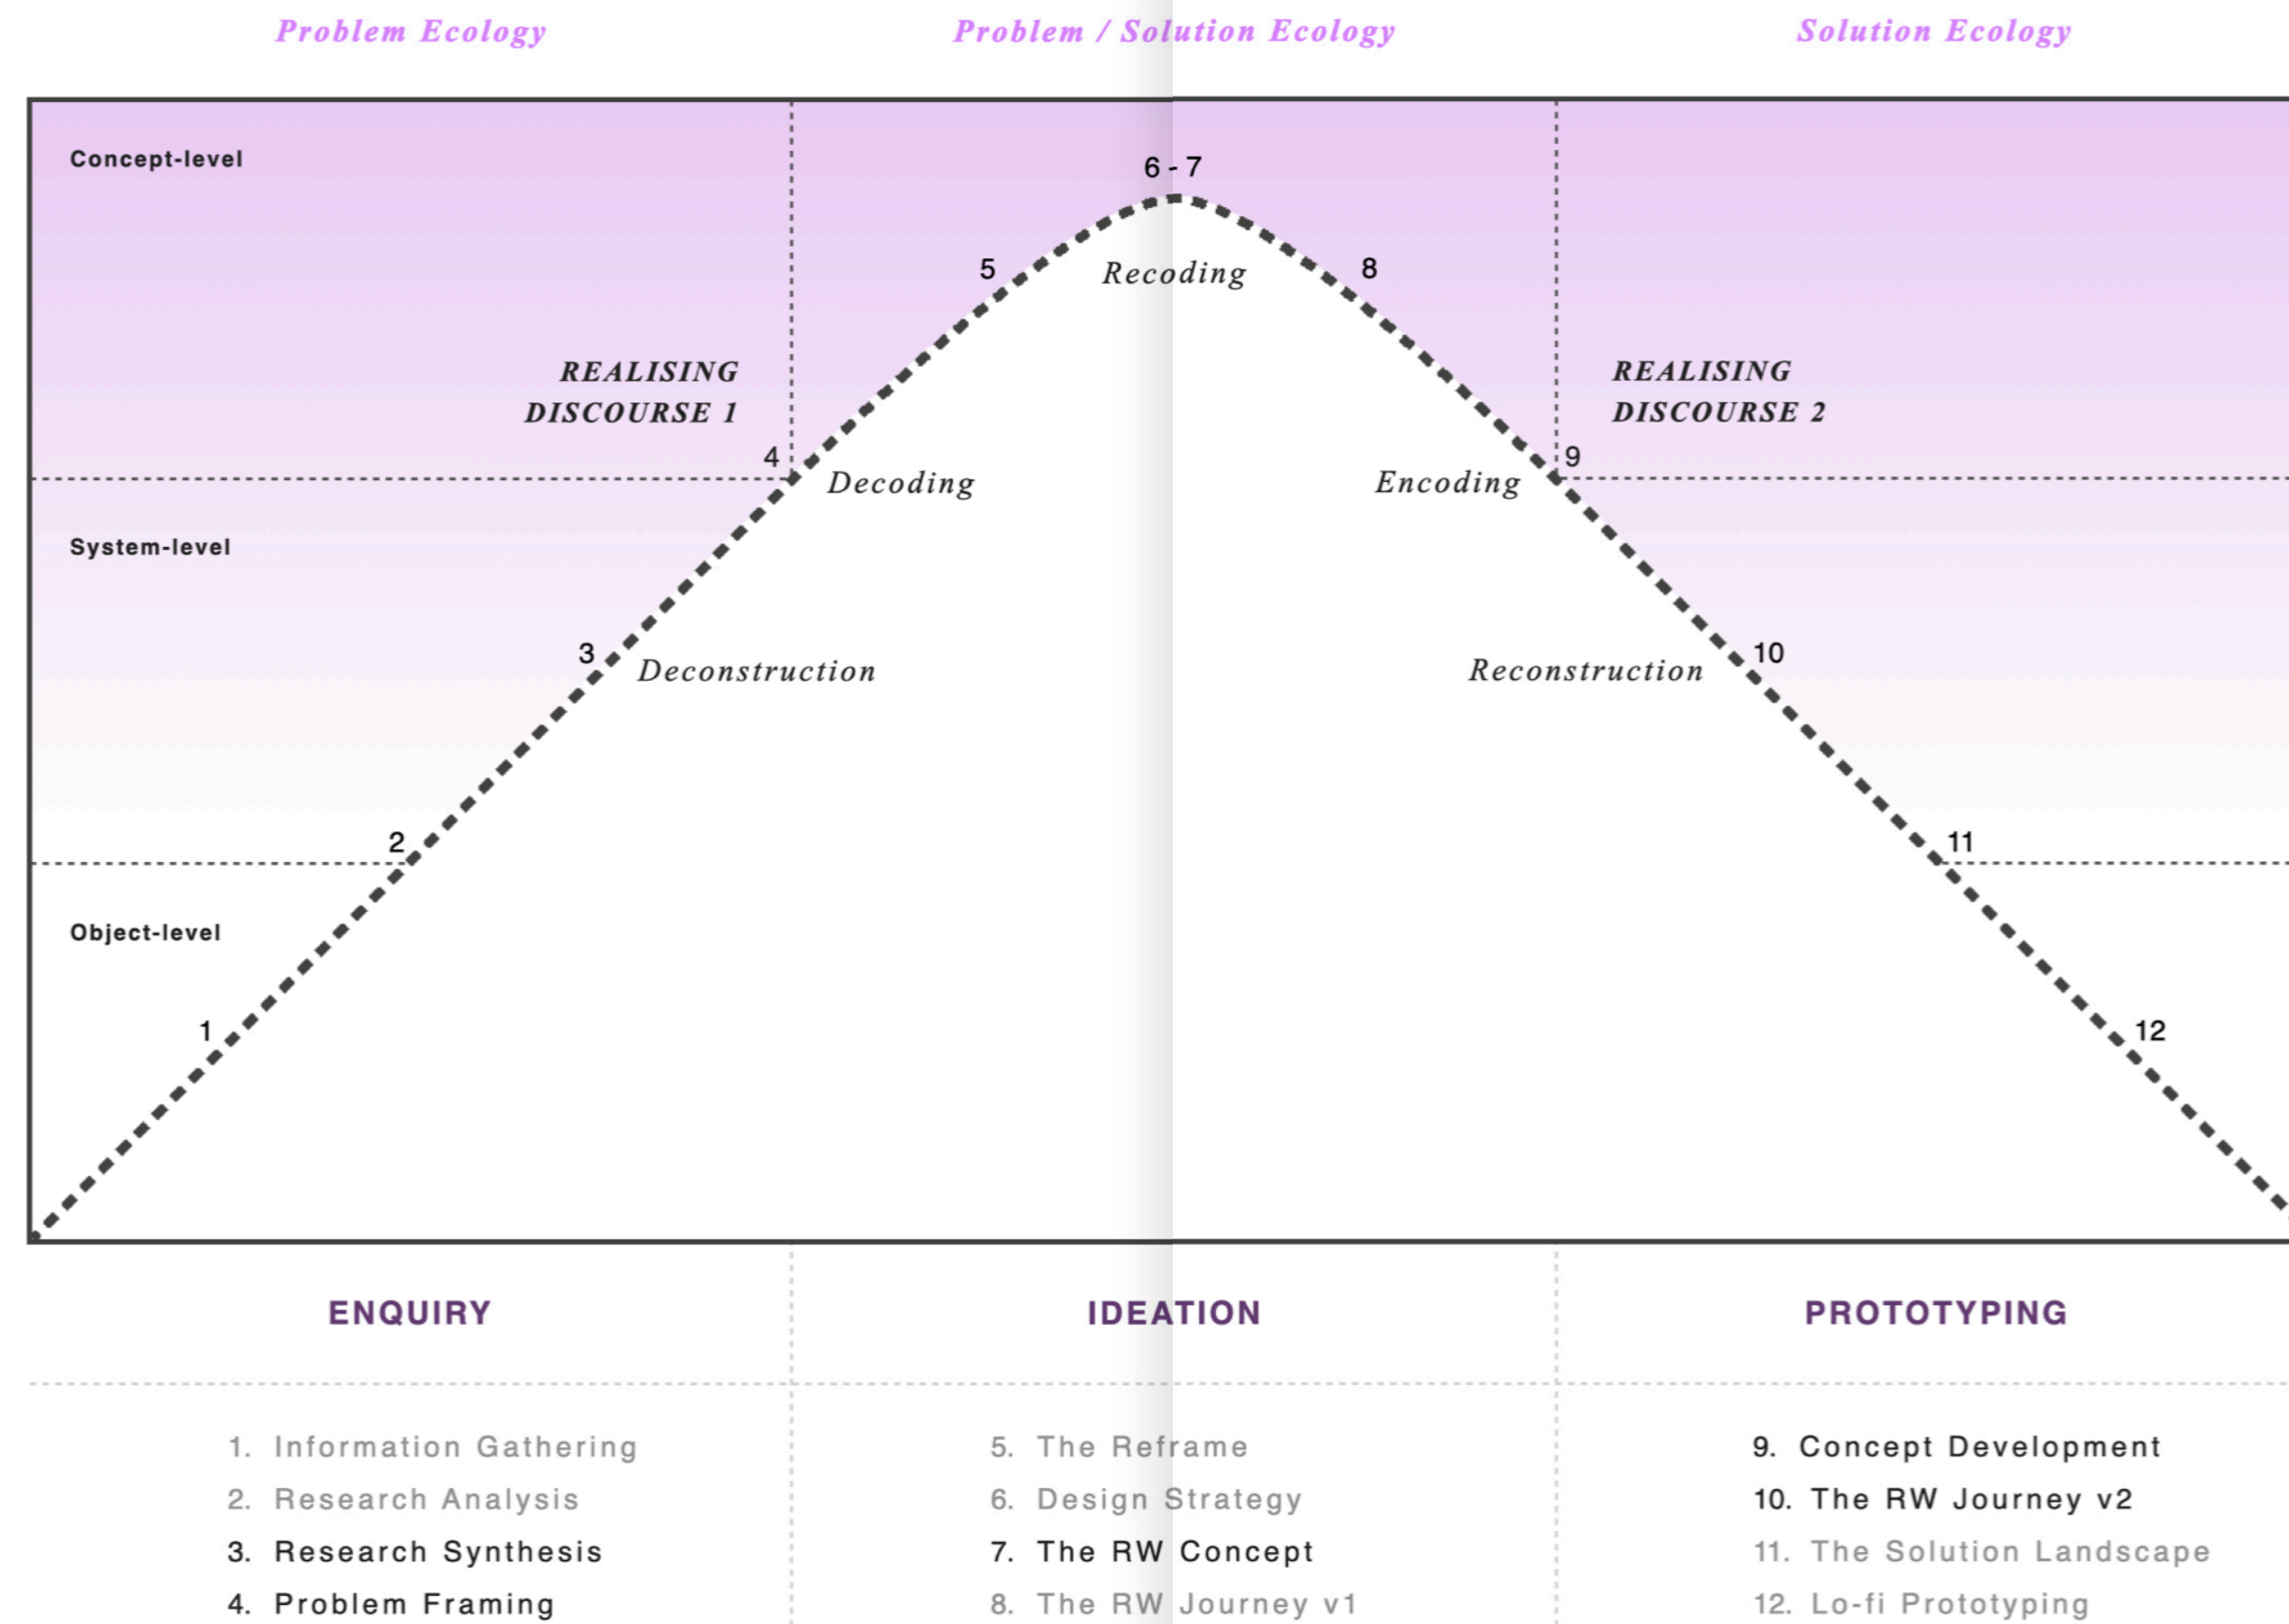 Problem Ecology
Problem / Solution Ecology
Solution Ecology
Concept-level
6 - 7
5
Recoding
8
REALISING
DISCOURSE 1
REALISING
DISCOURSE 2
4
Decoding
Encoding
9
System-level
3
Deconstruction
Reconstruction
10
2
11
Object-level
1
12
ENQUIRY
IDEATION
PROTOTYPING
1. Information Gathering
2. Research Analysis
3. Research Synthesis
4. Problem Framing
5. The Reframe
6. Design Strategy
7. The RW Concept
8. The RW Journey v1
9. Concept Development
10. The RW Journey v2
11. The Solution Landscape
12. Lo-fi Prototyping